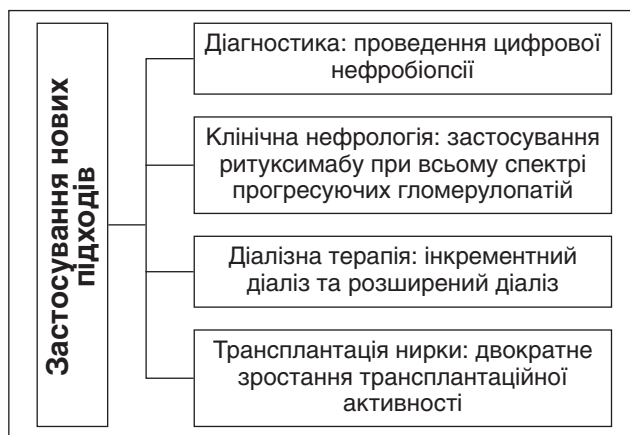 Застосування нових
підходів
Діагностика: проведення цифрової
нефробіопсії
Клінічна нефрологія: застосування
ритуксимабу при всьому спектрі
прогресуючих гломерулопатій
Діалізна терапія: інкрементний
діаліз та розширений діаліз
Трансплантація нирки: двократне
зростання трансплантаційної
активності